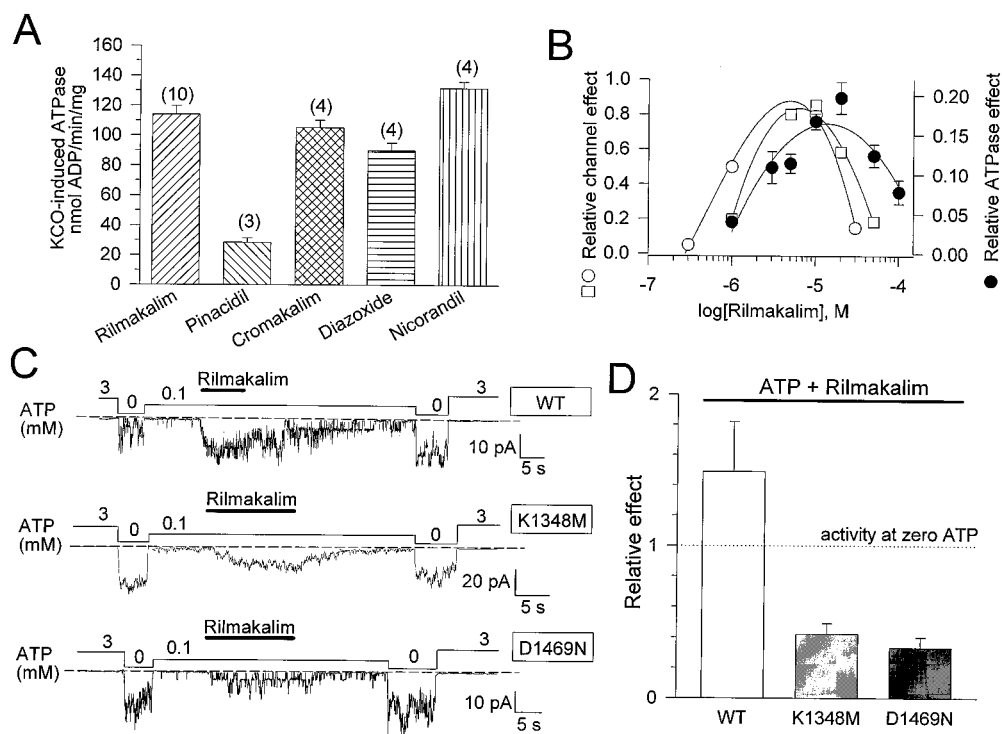 A
KCO-induced ATPase
nmol ADP/min/mg
160
140
120
100
80
60
40
20
0
(10)
(3)
(4)
(4)
(4)
Rilmakalim
Pinacidil
Cromakalim
Diazoxide
Nicorandil
B
Relative channel effect
1.0
0.8
0.6
0.4
0.2
0.0
0.20
0.15
0.10
0.05
0.00
Relative ATPase effect
-7 -6 -5 -4
log[Rilmakalim], M
C
Rilmakalim
3 0 0.1 0 3
ATP
(mM)
WT
10 pA
5 s
Rilmakalim
3 0 0.1 0 3
ATP
(mM)
K1348M
20 pA
5 s
Rilmakalim
3 0 0.1 0 3
ATP
(mM)
D1469N
10 pA
5 s
D
ATP + Rilmakalim
Relative effect
2
1
0
activity at zero ATP
WT K1348M D1469N